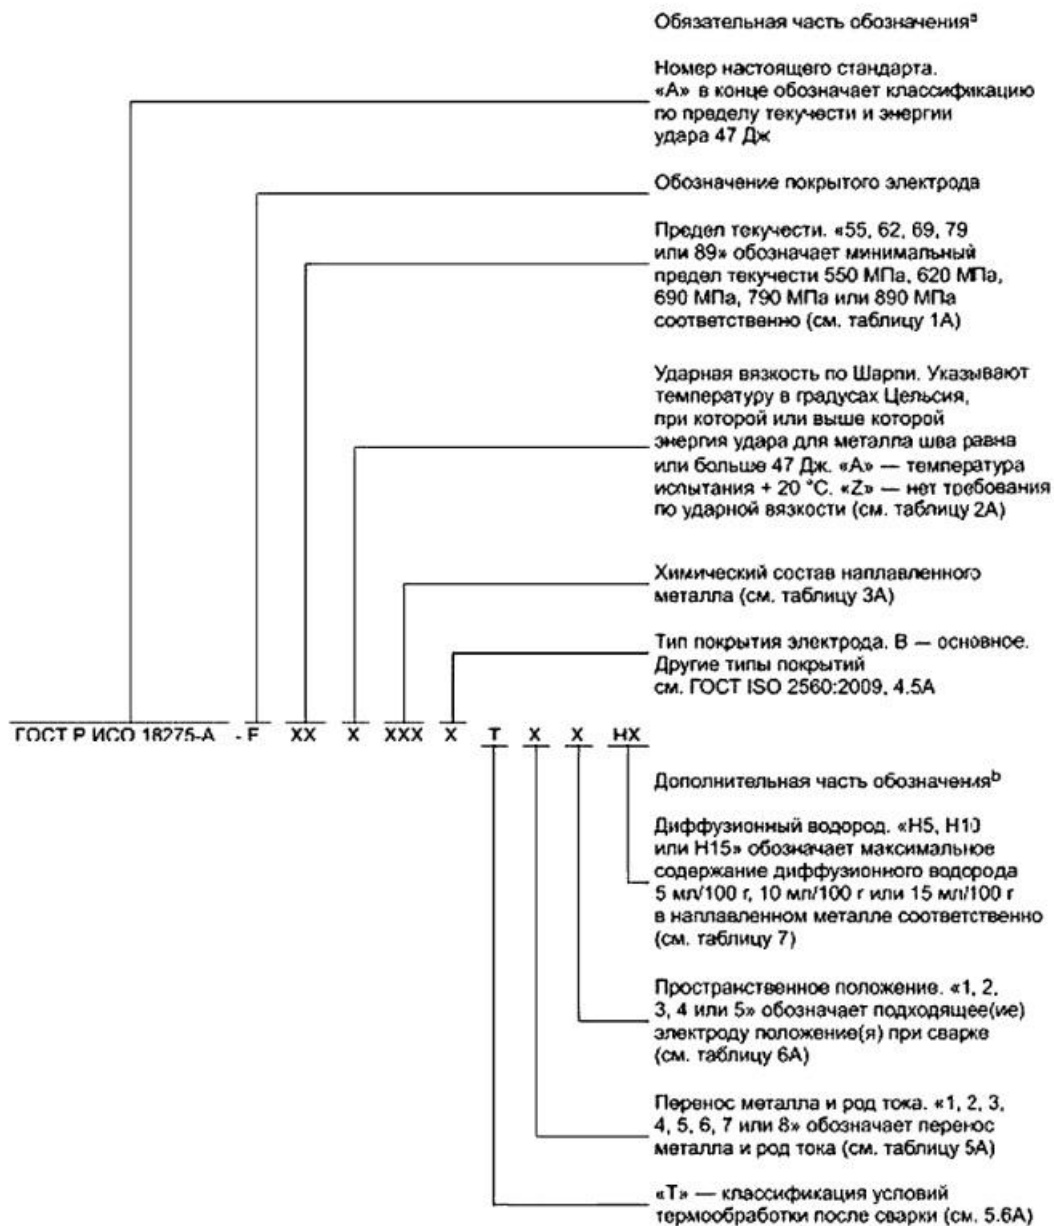 Обязательная часть обозначенияª
Номер настоящего стандарта.
«А» в конце обозначает классификацию
по пределу текучести и энергии
удара 47 Дж
Обозначение покрытого электрода
Предел текучести. «55, 62, 69, 79
или 89» обозначает минимальный
предел текучести 550 МПа, 620 МПа,
690 МПа, 790 МПа или 890 МПа
соответственно (см. таблицу 1А)
Ударная вязкость по Шарпи. Указывают
температуру в градусах Цельсия,
при которой или выше которой
энергия удара для металла шва равна
или больше 47 Дж. «А» — температура
испытания + 20 °С. «Z» — нет требования
по ударной вязкости (см. таблицу 2А)
Химический состав наплавленного
металла (см. таблицу 3А)
Тип покрытия электрода. В — основное.
Другие типы покрытий
см. ГОСТ ISO 2560:2009, 4.5А
ГОСТ Р ИСО 18275-А - Е XX X XXX X T X X HX
Дополнительная часть обозначенияb
Диффузионный водород. «Н5, Н10
или Н15» обозначает максимальное
содержание диффузионного водорода
5 мл/100 г, 10 мл/100 г или 15 мл/100 г
в наплавленном металле соответственно
(см. таблицу 7)
Пространственное положение. «1, 2,
3, 4 или 5» обозначает подходящее(ие)
электроду положение(я) при сварке
(см. таблицу 6А)
Перенос металла и род тока. «1, 2, 3,
4, 5, 6, 7 или 8» обозначает перенос
металла и род тока (см. таблицу 5А)
«Т» — классификация условий
термообработки после сварки (см. 5.6А)